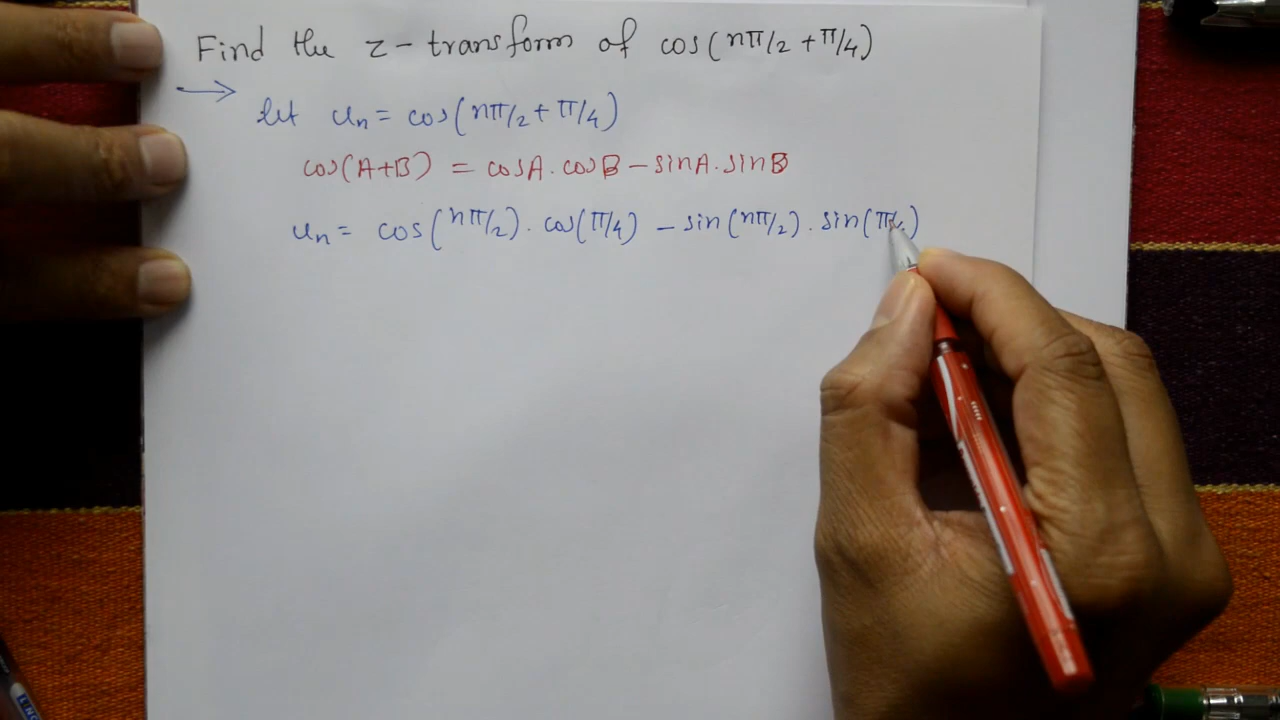 Find the z-transform of cos(nπ/2 + π/4)
let uₙ = cos(nπ/2 + π/4)
cos(A+B) = cosA . cosB - sinA . sinB
uₙ = cos(nπ/2) . cos(π/4) - sin(nπ/2) . sin(π/4)